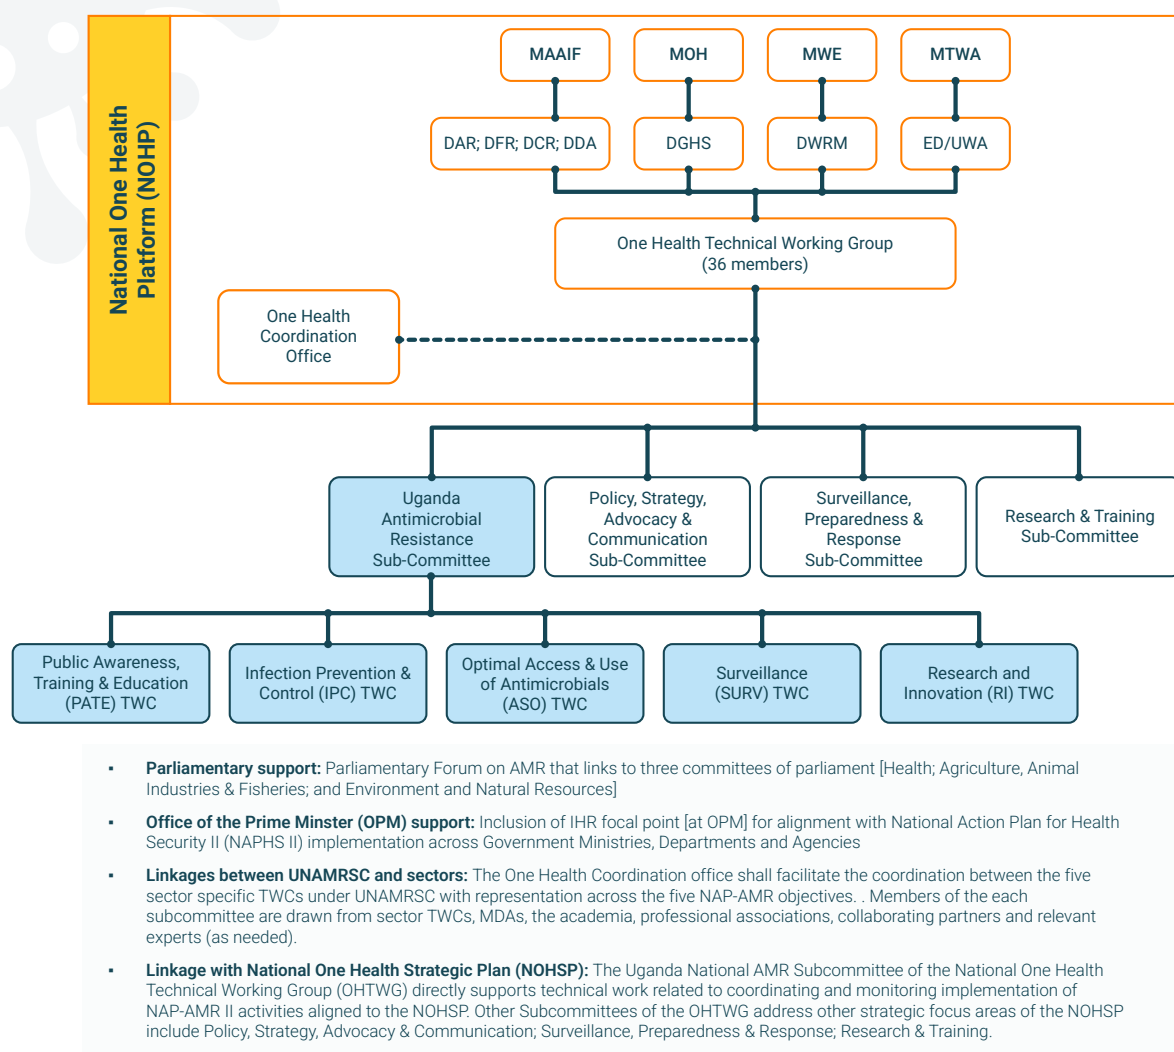 National One Health
Platform (NOHP)
MAAIF
MOH
MWE
MTWA
DAR; DFR; DCR; DDA
DGHS
DWRM
ED/UWA
One Health Technical Working Group
(36 members)
One Health
Coordination
Office
Uganda
Antimicrobial
Resistance
Sub-Committee
Policy, Strategy,
Advocacy &
Communication
Sub-Committee
Surveillance,
Preparedness &
Response
Sub-Committee
Research & Training
Sub-Committee
Public Awareness,
Training & Education
(PATE) TWC
Infection Prevention &
Control (IPC) TWC
Optimal Access & Use
of Antimicrobials
(ASO) TWC
Surveillance
(SURV) TWC
Research and
Innovation (RI) TWC
▪ Parliamentary support: Parliamentary Forum on AMR that links to three committees of parliament [Health; Agriculture, Animal
Industries & Fisheries; and Environment and Natural Resources]
▪ Office of the Prime Minster (OPM) support: Inclusion of IHR focal point [at OPM] for alignment with National Action Plan for Health
Security II (NAPHS II) implementation across Government Ministries, Departments and Agencies
▪ Linkages between UNAMRSC and sectors: The One Health Coordination office shall facilitate the coordination between the five
sector specific TWCs under UNAMRSC with representation across the five NAP-AMR objectives. . Members of the each
subcommittee are drawn from sector TWCs, MDAs, the academia, professional associations, collaborating partners and relevant
experts (as needed).
▪ Linkage with National One Health Strategic Plan (NOHSP): The Uganda National AMR Subcommittee of the National One Health
Technical Working Group (OHTWG) directly supports technical work related to coordinating and monitoring implementation of
NAP-AMR II activities aligned to the NOHSP. Other Subcommittees of the OHTWG address other strategic focus areas of the NOHSP
include Policy, Strategy, Advocacy & Communication; Surveillance, Preparedness & Response; Research & Training.